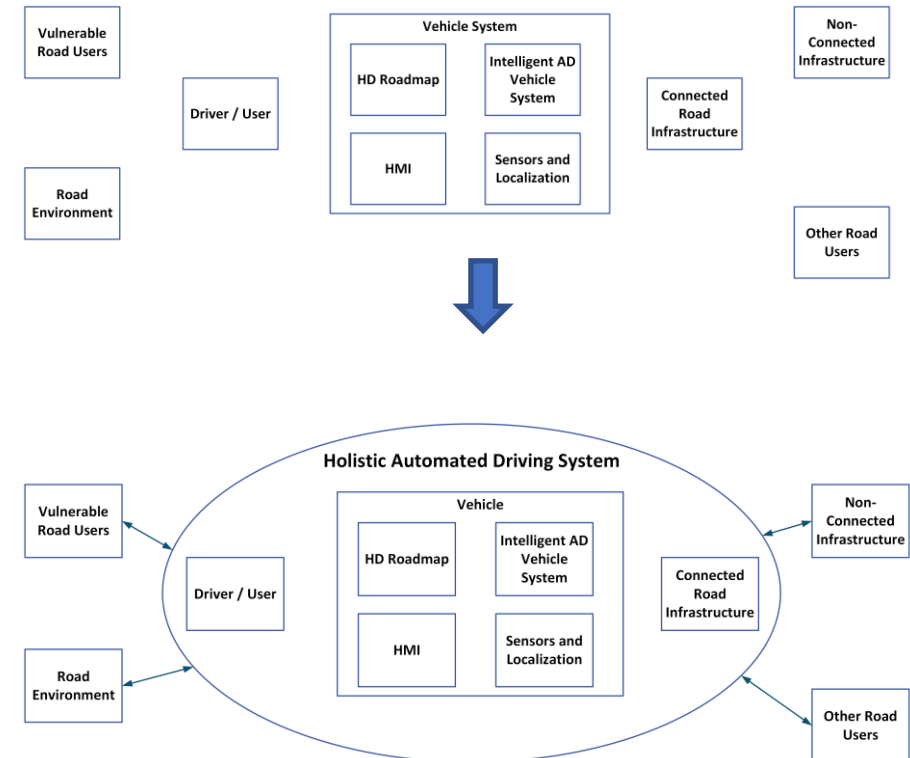 Vulnerable
Road Users
Vehicle System
Non-
Connected
Infrastructure
HD Roadmap
Intelligent AD
Vehicle
System
Driver / User
Connected
Road
Infrastructure
HMI
Sensors and
Localization
Road
Environment
Other Road
Users
Holistic Automated Driving System
Vulnerable
Road Users
Vehicle
Non-
Connected
Infrastructure
HD Roadmap
Intelligent AD
Vehicle
System
Driver / User
Connected
Road
Infrastructure
HMI
Sensors and
Localization
Road
Environment
Other Road
Users